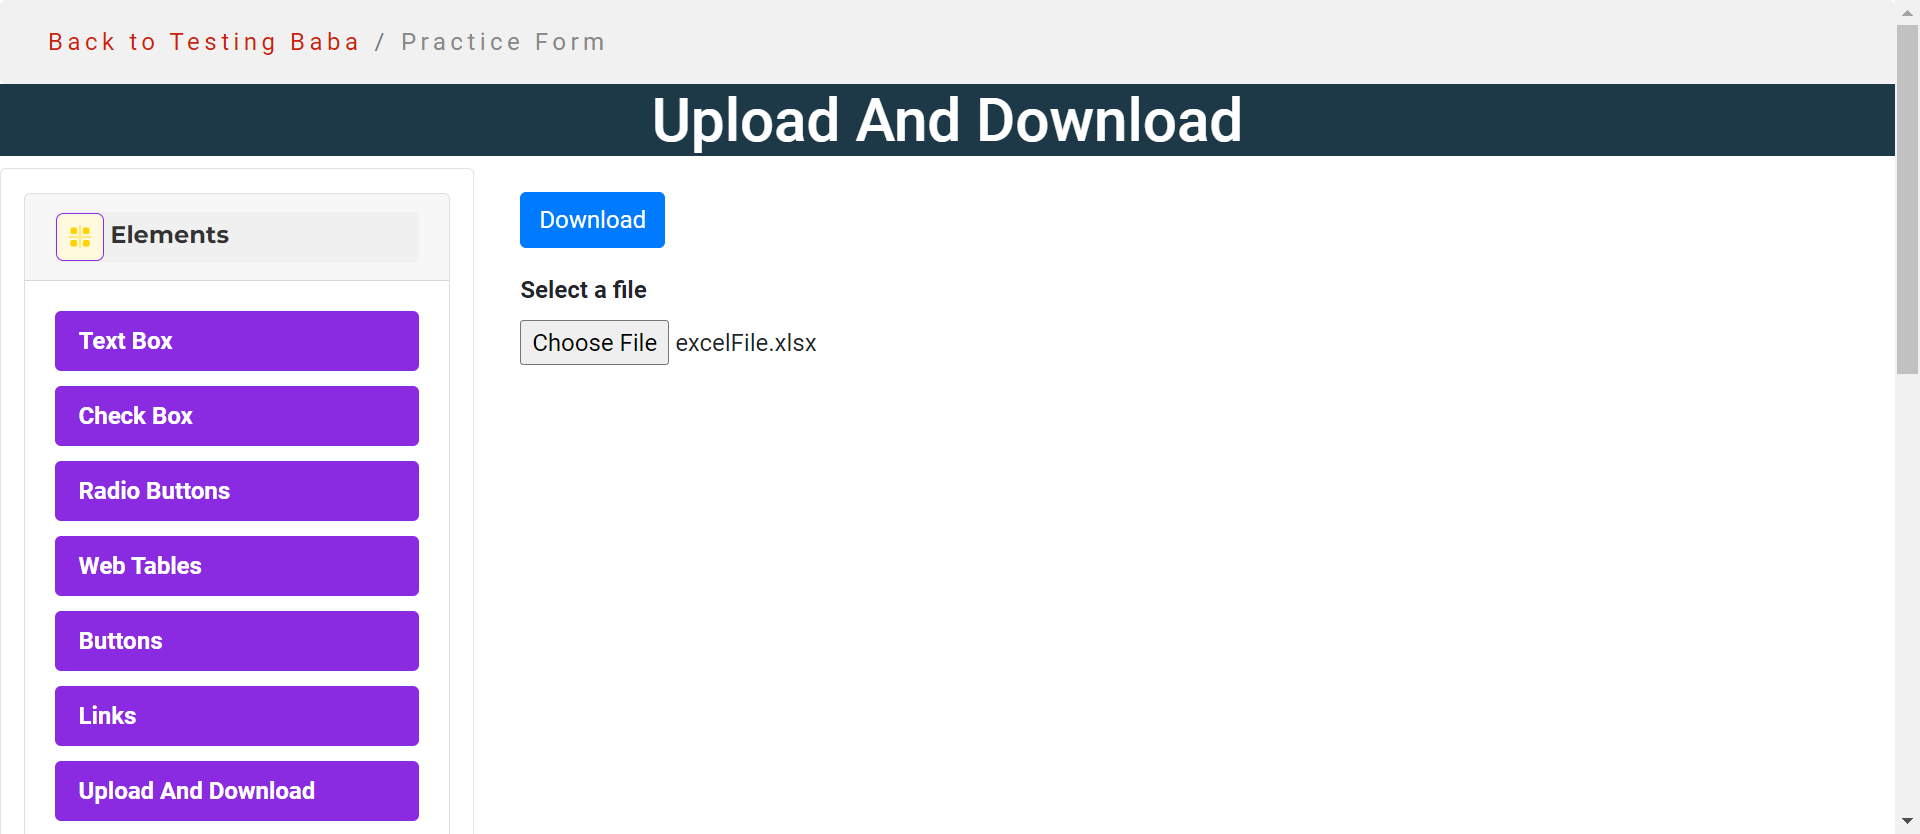 Back to Testing Baba / Practice Form
Upload And Download
Elements
Text Box
Check Box
Radio Buttons
Web Tables
Buttons
Links
Upload And Download
Download
Select a file
Choose File excelFile.xlsx